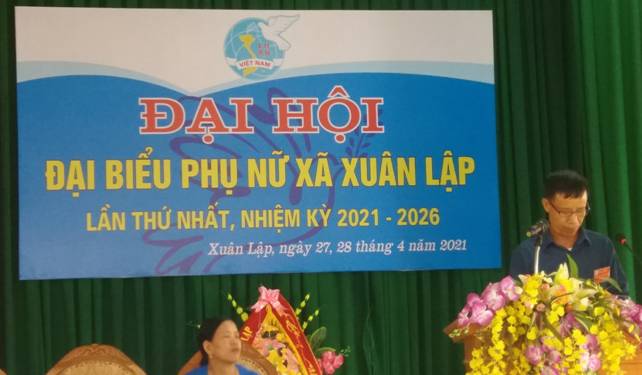 VIỆT NAM
ĐẠI HỘI
ĐẠI BIỂU PHỤ NỮ XÃ XUÂN LẬP
LẦN THỨ NHẤT, NHIỆM KỲ 2021 - 2026
Xuân Lập, ngày 27, 28 tháng 4 năm 2021